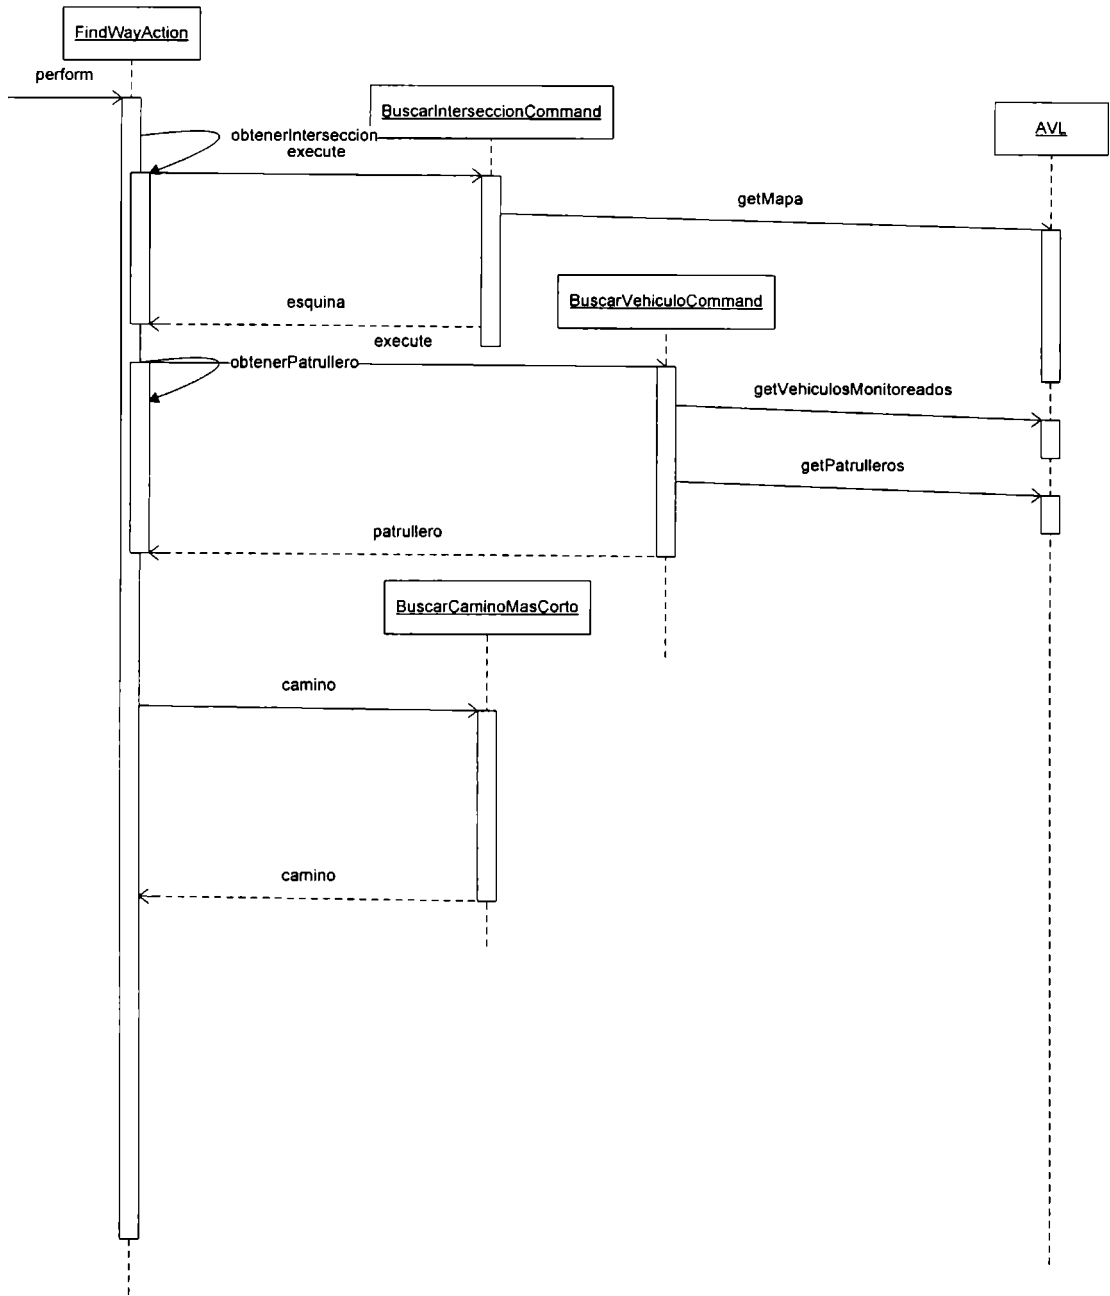 FindWayAction
perform
BuscarInterseccionCommand
AVL
obtenerInterseccion
execute
getMapa
BuscarVehiculoCommand
esquina
execute
obtenerPatrullero
getVehiculosMonitoreados
getPatrulleros
patrullero
BuscarCaminoMasCorto
camino
camino